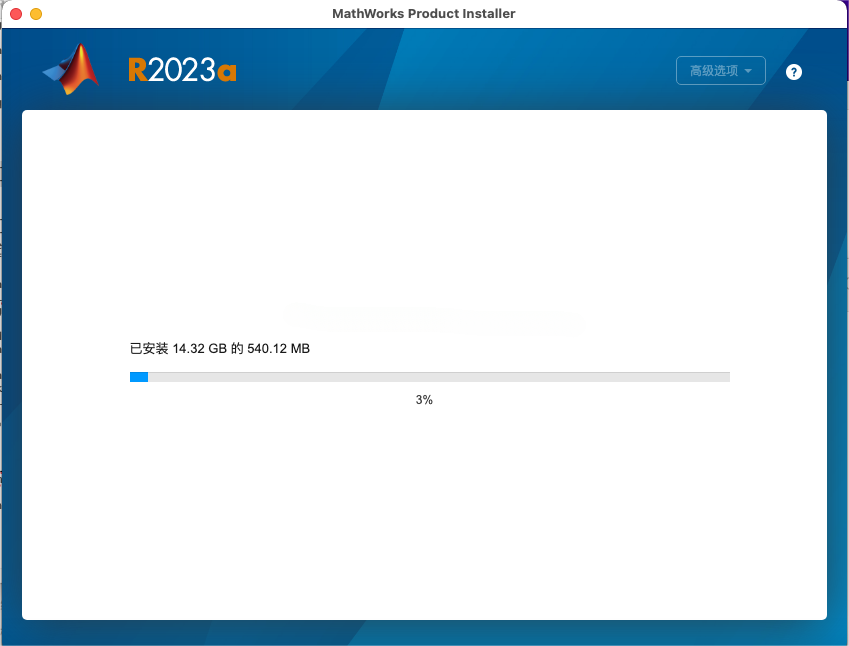 MathWorks Product Installer
R2023a
高级选项
?
已安装 14.32 GB 的 540.12 MB
3%